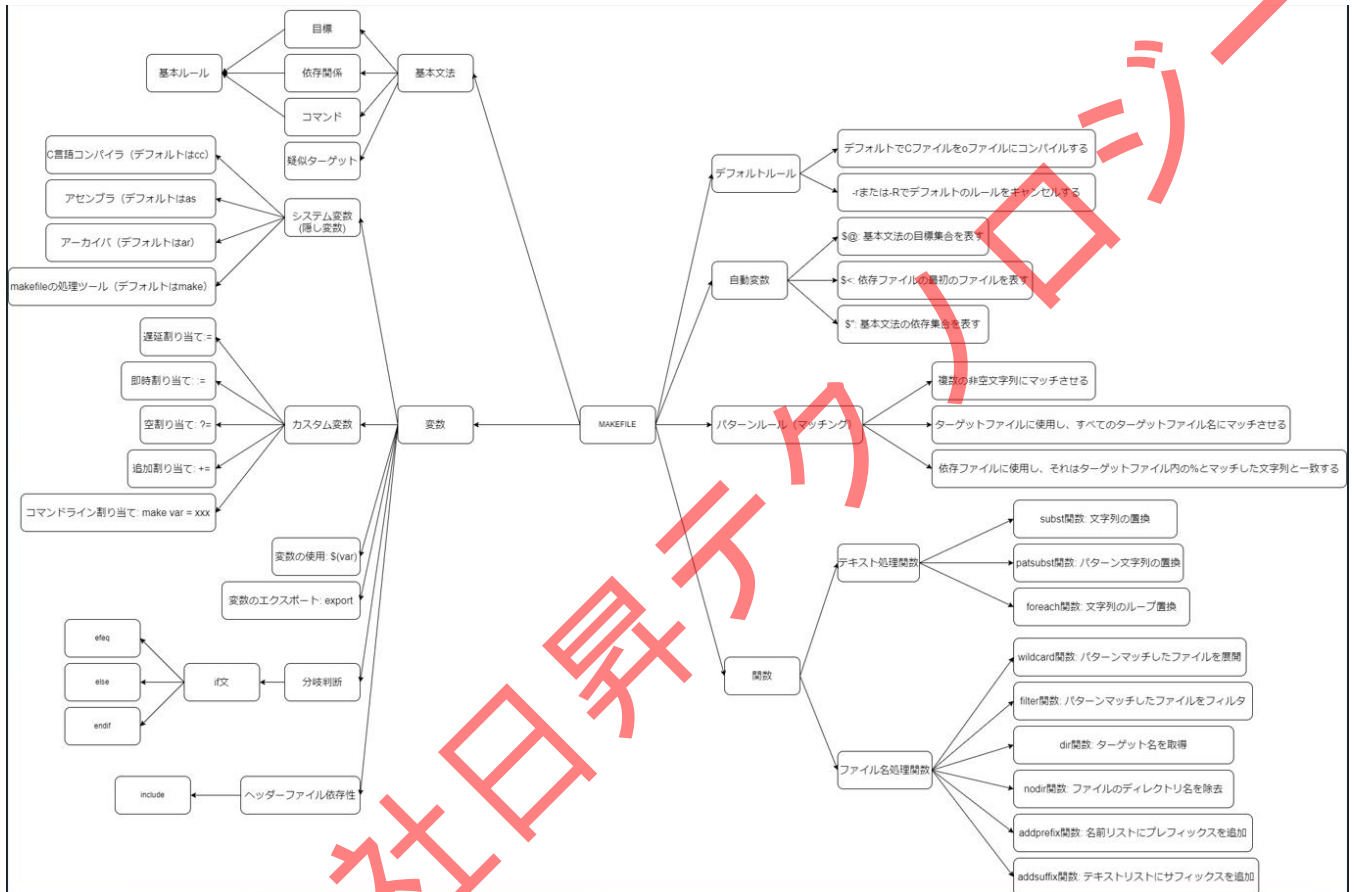 目標
基本ルール
依存関係
基本文法
コマンド
疑似ターゲット
C言語コンパイラ（デフォルトはcc）
アセンブラ（デフォルトはas
システム変数
(隠し変数)
アーカイバ（デフォルトはar）
makefileの処理ツール（デフォルトはmake）
遅延割り当て:=
即時割り当て: :=
空割り当て: ?=
カスタム変数
変数
追加割り当て: +=
コマンドライン割り当て: make var = xxx
変数の使用: $(var)
変数のエクスポート: export
efeq
else
if文
分岐判断
endif
include
ヘッダーファイル依存性
MAKEFILE
デフォルトルール
デフォルトでCファイルをoファイルにコンパイルする
-rまたは-Rでデフォルトのルールをキャンセルする
自動変数
$@: 基本文法の目標集合を表す
$<: 依存ファイルの最初のファイルを表す
$": 基本文法の依存集合を表す
パターンルール（マッチング）
複数の非空文字列にマッチさせる
ターゲットファイルに使用し、すべてのターゲットファイル名にマッチさせる
依存ファイルに使用し、それはターゲットファイル内の%とマッチした文字列と一致する
関数
テキスト処理関数
subst関数: 文字列の置換
patsubst関数: パターン文字列の置換
foreach関数: 文字列のループ置換
ファイル名処理関数
wildcard関数: パターンマッチしたファイルを展開
filter関数: パターンマッチしたファイルをフィルタ
dir関数: ターゲット名を取得
nodir関数: ファイルのディレクトリ名を除去
addprefix関数: 名前リストにプレフィックスを追加
addsuffix関数: テキストリストにサフィックスを追加
社日昇テクノロジー